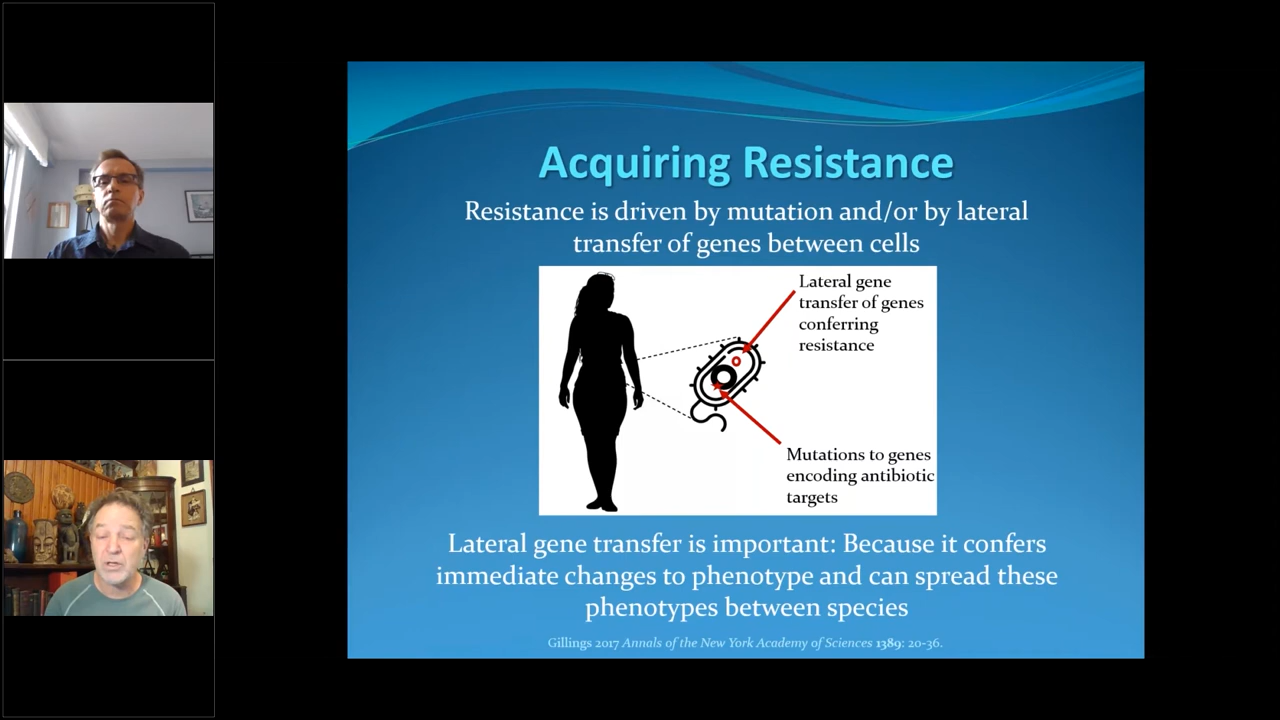 Acquiring Resistance
Resistance is driven by mutation and/or by lateral
transfer of genes between cells
Lateral gene
transfer of genes
conferring
resistance
Mutations to genes
encoding antibiotic
targets
Lateral gene transfer is important: Because it confers
immediate changes to phenotype and can spread these
phenotypes between species
Gillings 2017 Annals of the New York Academy of Sciences 1389: 20-36.